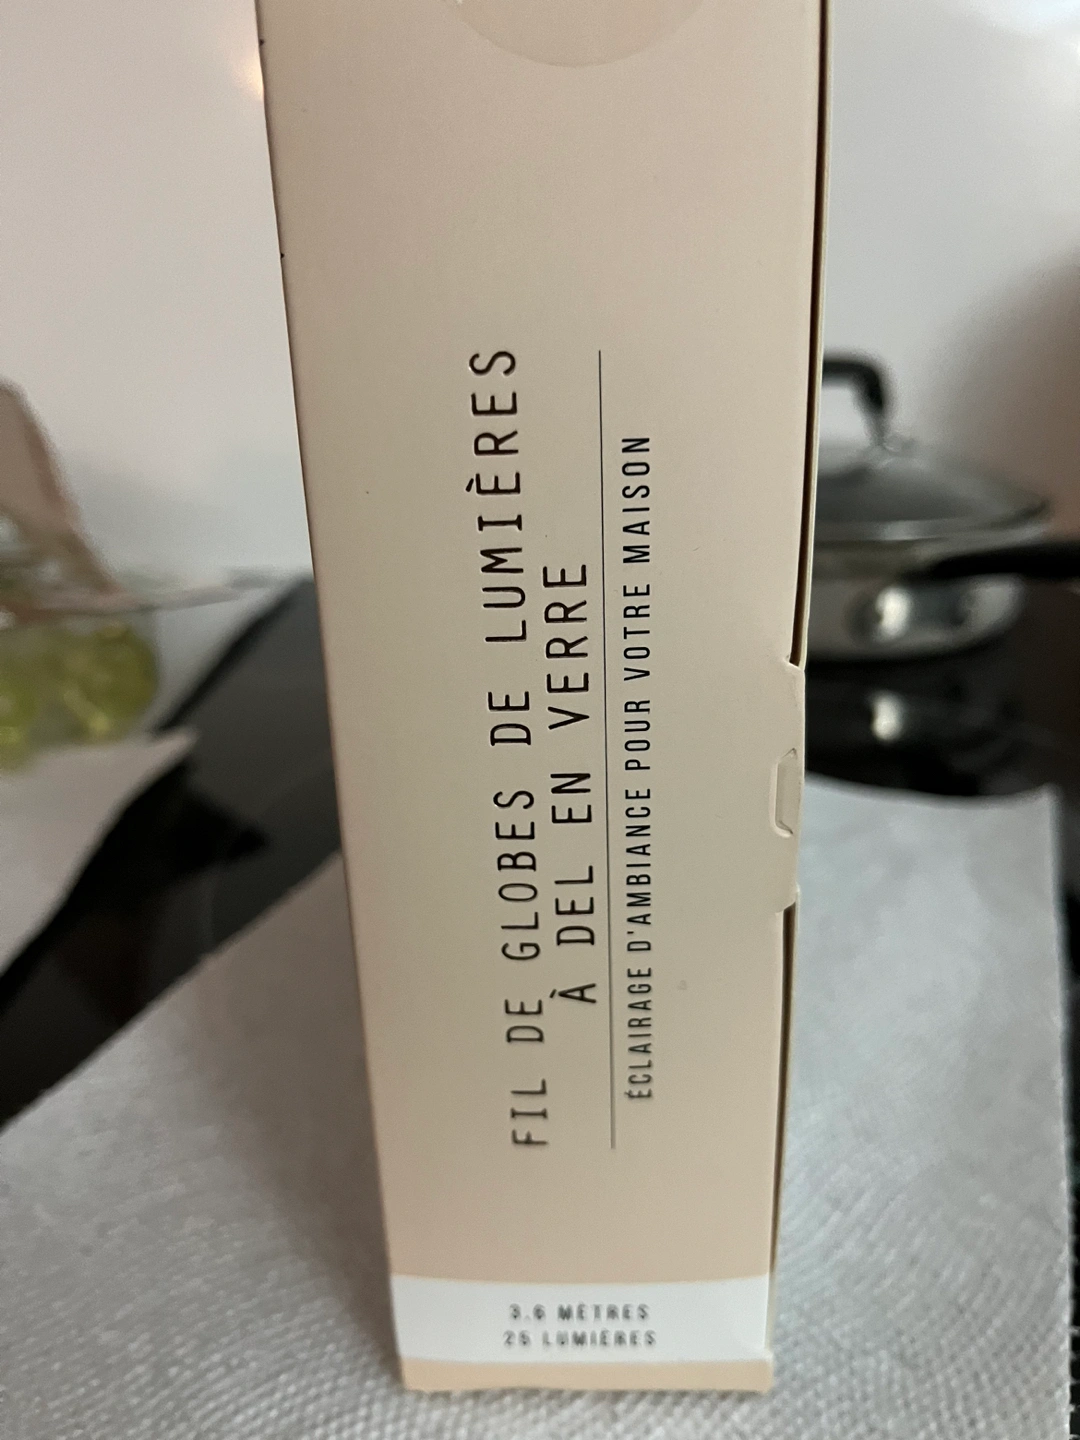 FIL DE GLOBES DE LUMIÈRES
À DEL EN VERRE
ÉCLAIRAGE D'AMBIANCE POUR VOTRE MAISON
3.6 MÈTRES
25 LUMIÈRES